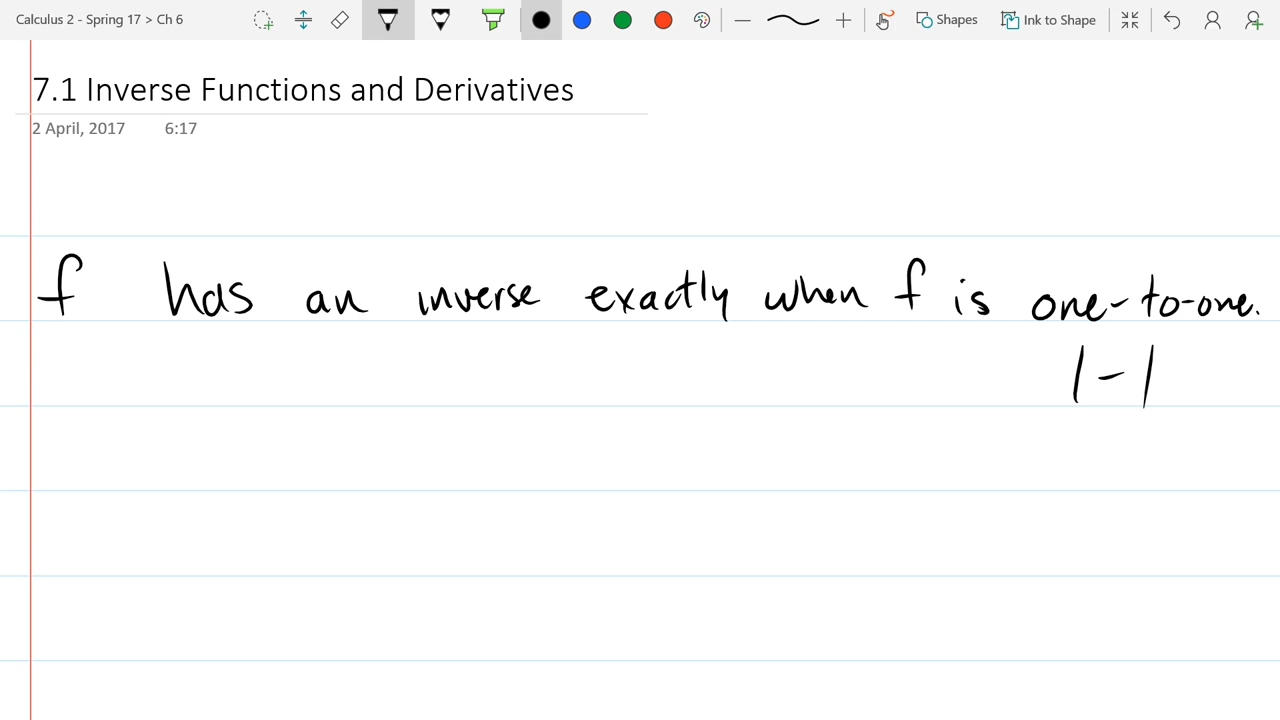 Calculus 2 - Spring 17 > Ch 6 Shapes Ink to Shape
7.1 Inverse Functions and Derivatives
2 April, 2017 6:17
f has an inverse exactly when f is one-to-one.
1-1